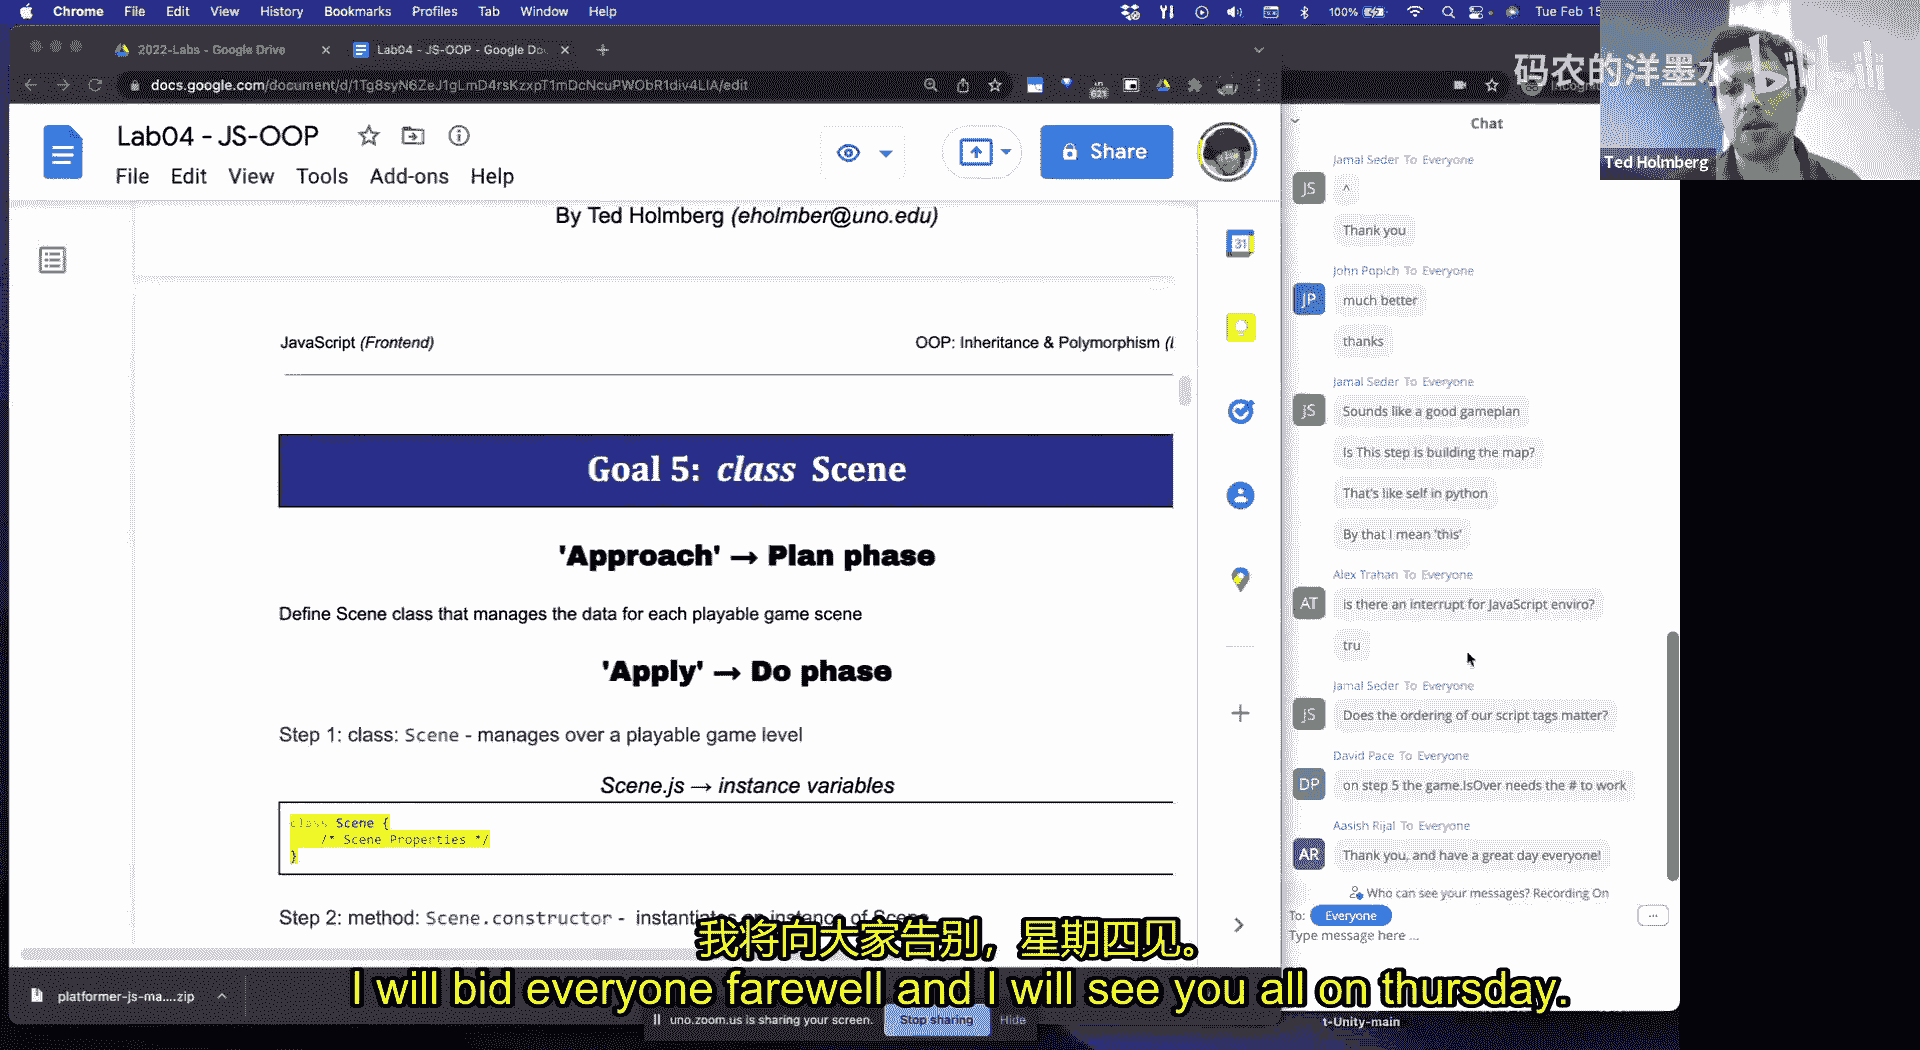 Chrome File Edit View History Bookmarks Profiles Tab Window Help
100%
Tue Feb 15
2022-Labs - Google Drive
Lab04 - JS-OOP - Google Do
docs.google.com/document/d/1Tg8syN6ZeJ1gLmD4rsKzxpT1mDcNcuPWObR1div4LIA/edit
621
码农的洋墨水
bilibili
Ted Holmberg
Lab04 - JS-OOP
Share
File Edit View Tools Add-ons Help
By Ted Holmberg (eholmber@uno.edu)
31
JavaScript (Frontend)
OOP: Inheritance & Polymorphism (
Goal 5: class Scene
'Approach' → Plan phase
Define Scene class that manages the data for each playable game scene
'Apply' → Do phase
Step 1: class: Scene - manages over a playable game level
Scene.js → instance variables
class Scene {
/* Scene Properties */
}
Step 2: method: Scene.constructor - instantiates an instance of Scene
Chat
Jamal Seder To Everyone
JS
^
Thank you
John Popich To Everyone
JP
much better
thanks
Jamal Seder To Everyone
JS
Sounds like a good gameplan
Is This step is building the map?
That's like self in python
By that I mean 'this'
Alex Trahan To Everyone
AT
is there an interrupt for JavaScript enviro?
tru
Jamal Seder To Everyone
JS
Does the ordering of our script tags matter?
David Pace To Everyone
DP
on step 5 the game.IsOver needs the # to work
Aasish Rijal To Everyone
AR
Thank you, and have a great day everyone!
Who can see your messages? Recording On
To: Everyone
Type message here ...
我将向大家告别，星期四见。
I will bid everyone farewell and I will see you all on thursday.
platformer-js-ma....zip
uno.zoom.us is sharing your screen.
Stop sharing
Hide
t-Unity-main